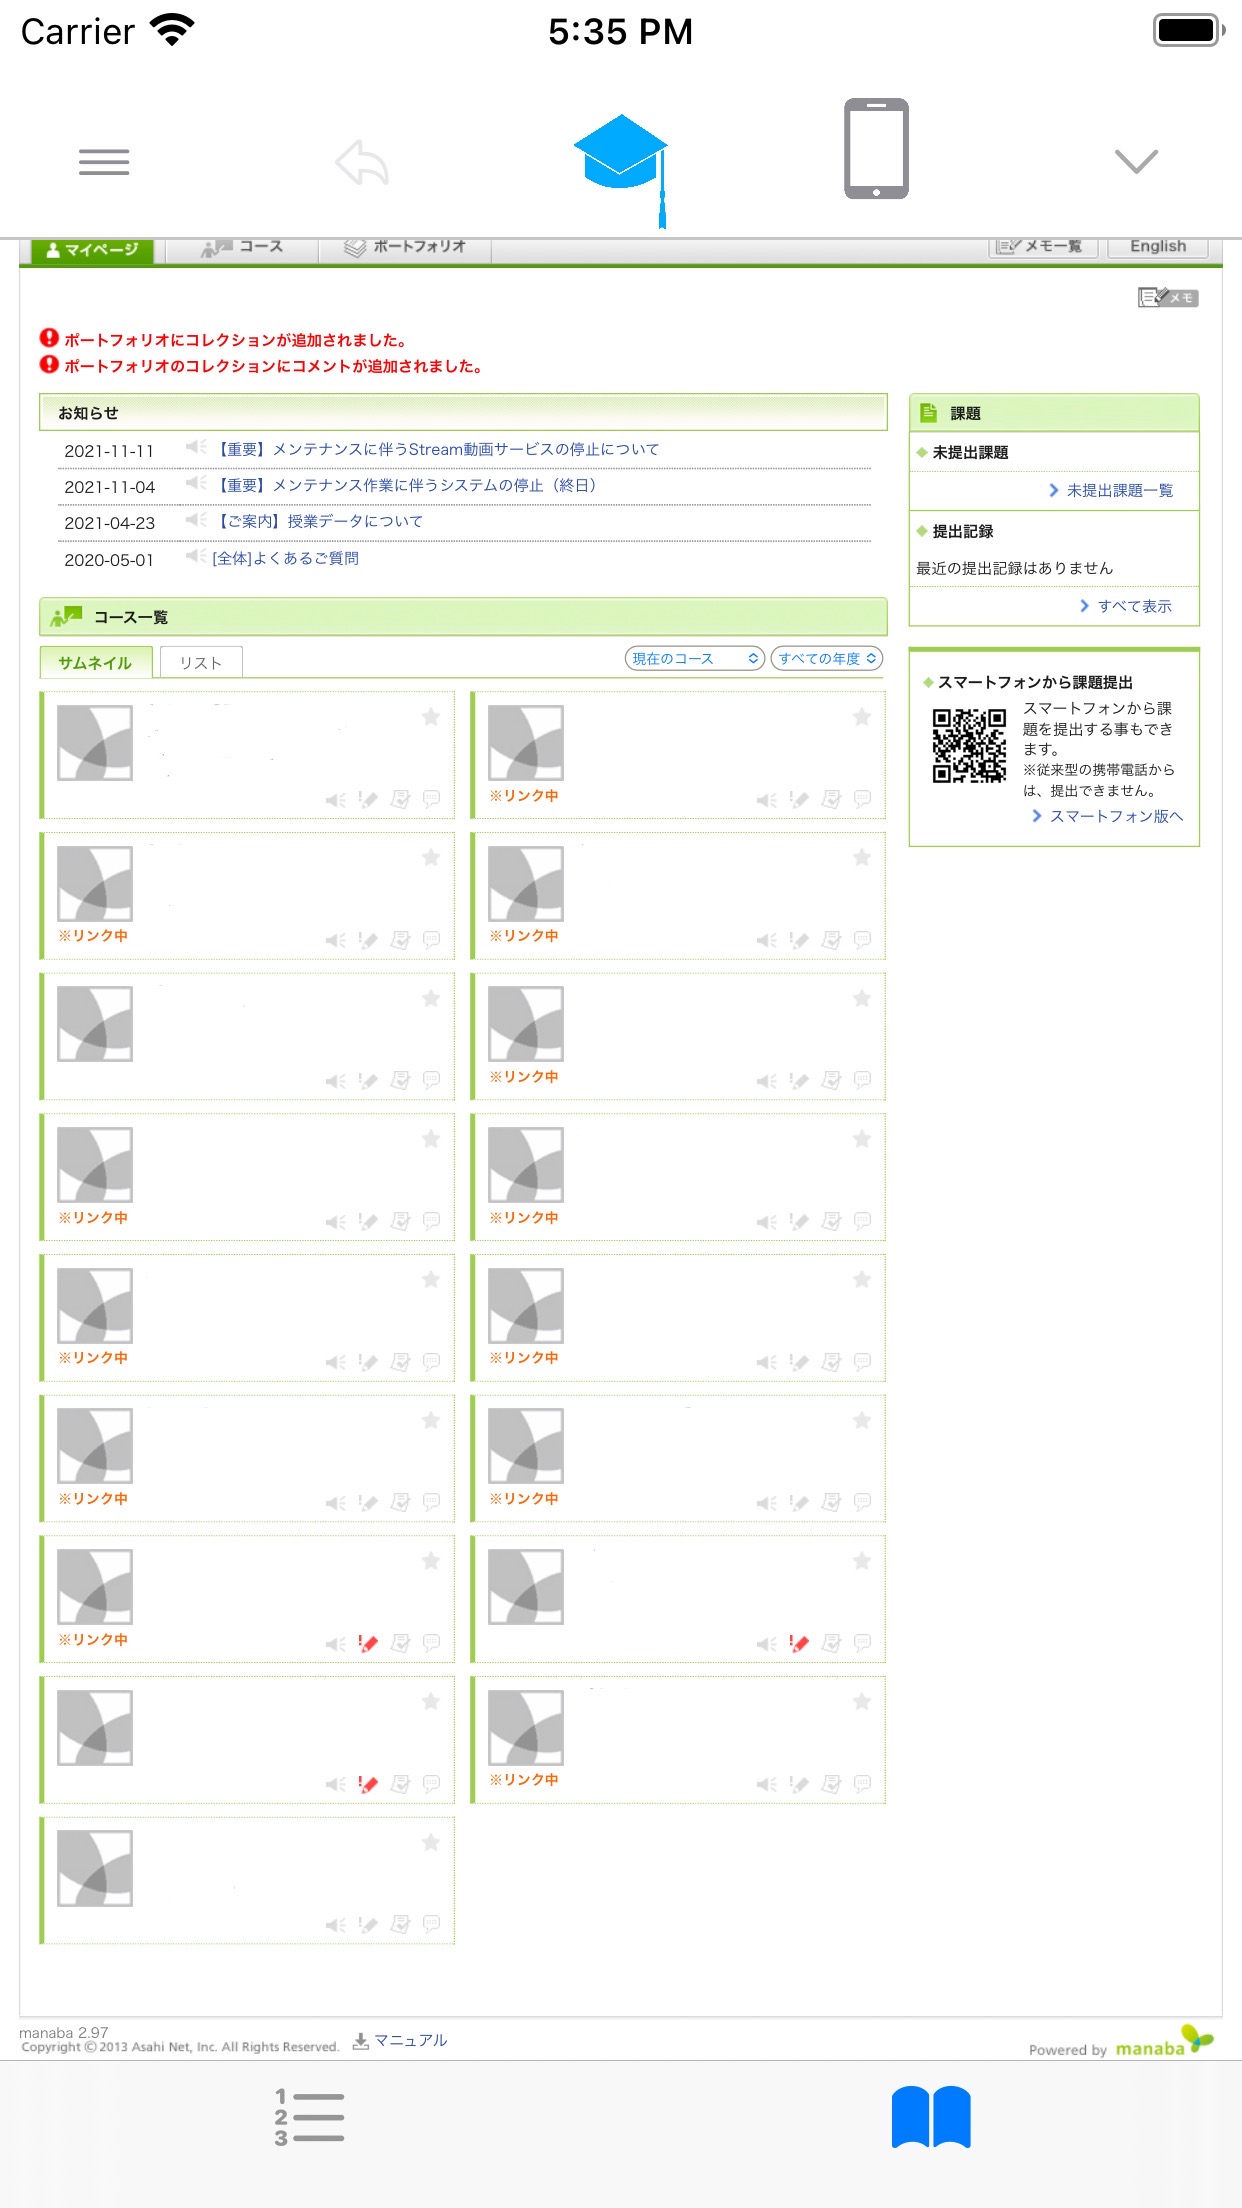 Carrier
5:35 PM
マイページ
コース
ポートフォリオ
メモ一覧
English
メモ
ポートフォリオにコレクションが追加されました。
ポートフォリオのコレクションにコメントが追加されました。
お知らせ
2021-11-11 【重要】メンテナンスに伴うStream動画サービスの停止について
2021-11-04 【重要】メンテナンス作業に伴うシステムの停止（終日）
2021-04-23 【ご案内】授業データについて
2020-05-01 [全体]よくあるご質問
課題
未提出課題
未提出課題一覧
提出記録
最近の提出記録はありません
すべて表示
コース一覧
サムネイル
リスト
現在のコース
すべての年度
スマートフォンから課題提出
スマートフォンから課
題を提出する事もでき
ます。
※従来型の携帯電話から
は、提出できません。
スマートフォン版へ
※リンク中
※リンク中
※リンク中
※リンク中
※リンク中
※リンク中
※リンク中
※リンク中
※リンク中
※リンク中
※リンク中
※リンク中
manaba 2.97
Copyright ©2013 Asahi Net, Inc. All Rights Reserved.
マニュアル
Powered by manaba
1
2
3